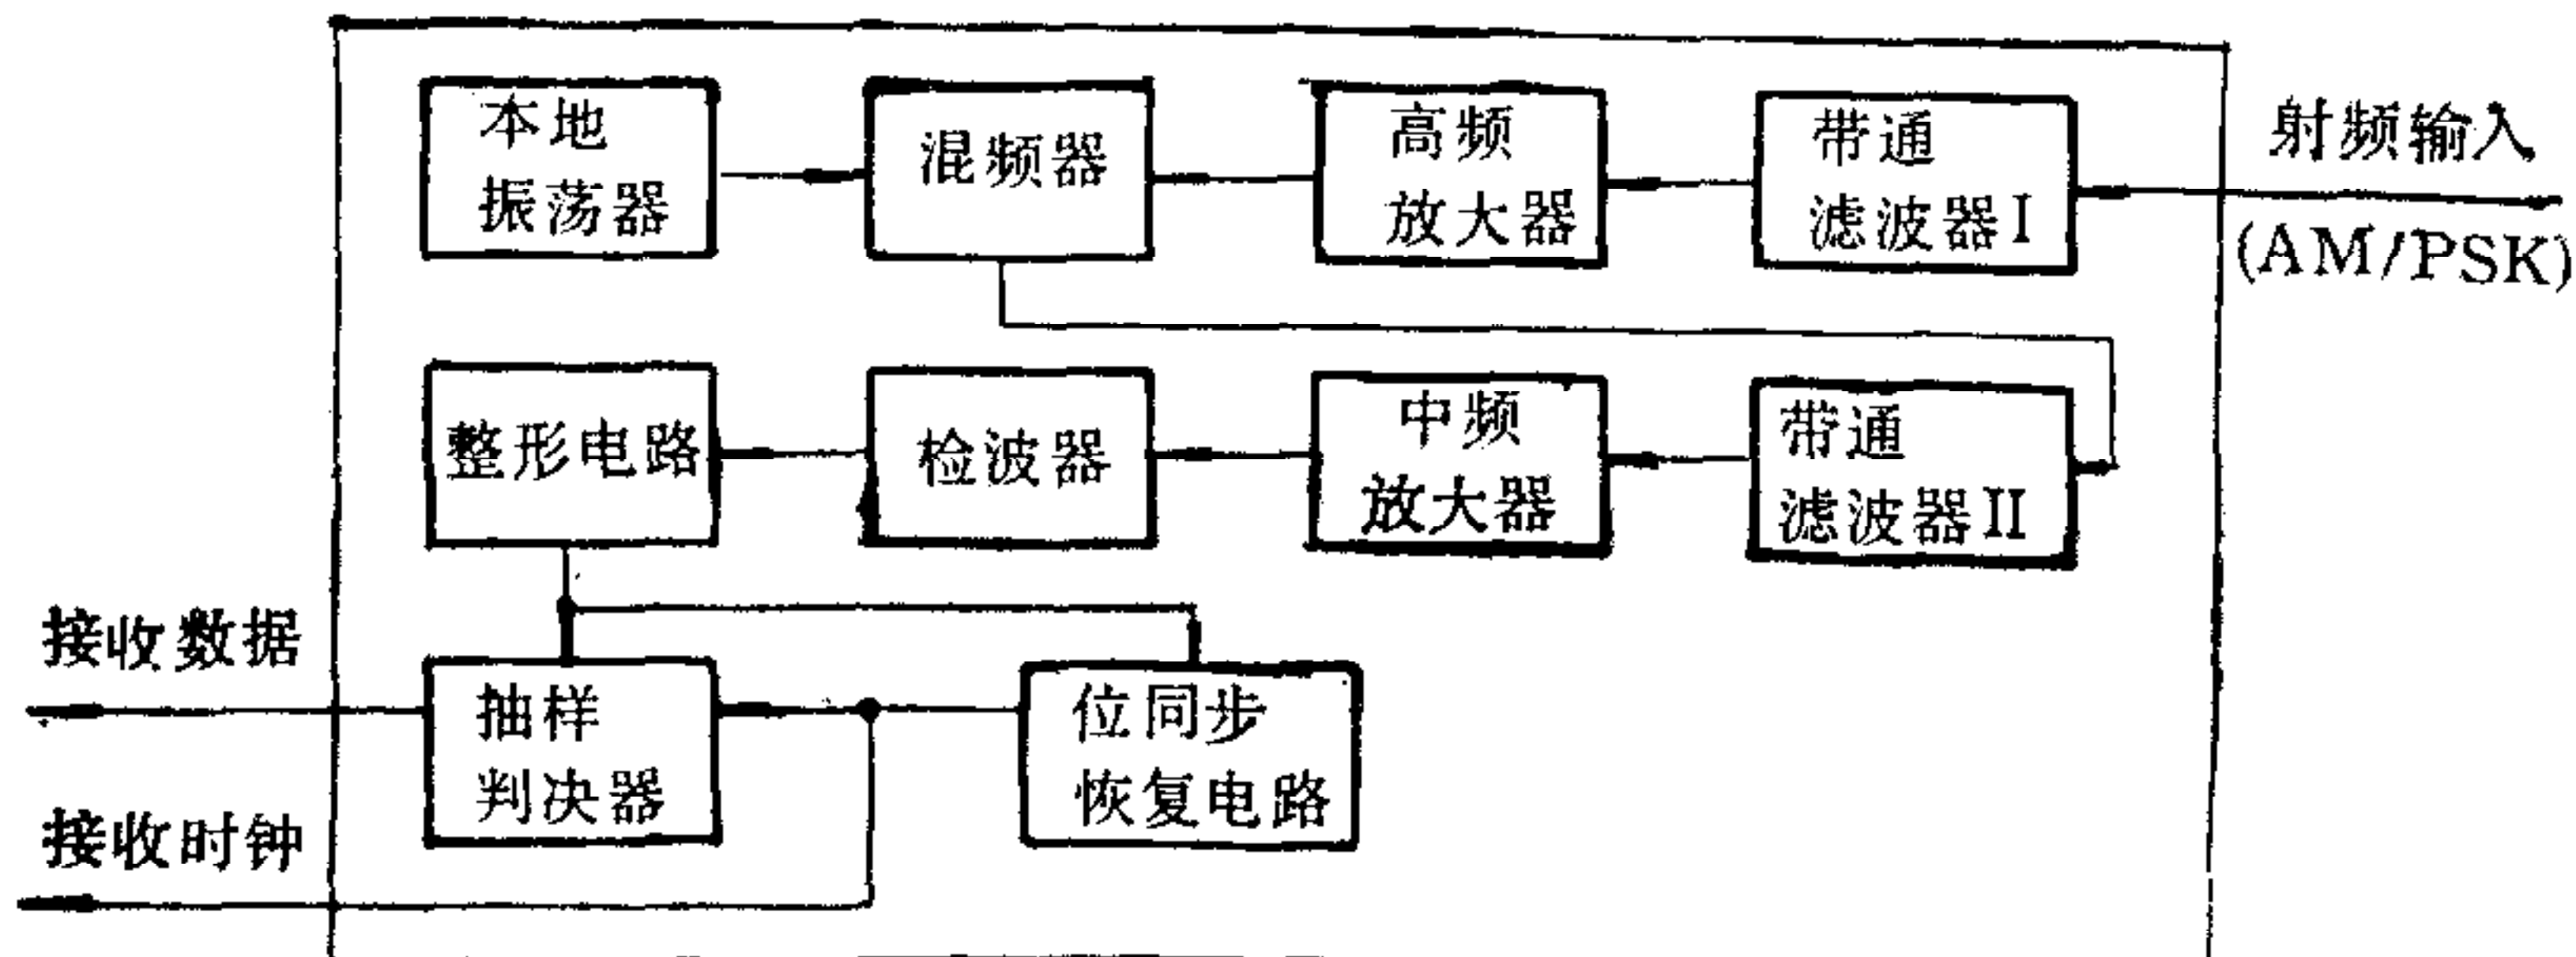 本地
振荡器
混频器
高频
放大器
带通
滤波器I
射频输入
(AM/PSK)
整形电路
检波器
中频
放大器
带通
滤波器II
接收数据
抽样
判决器
位同步
恢复电路
接收时钟